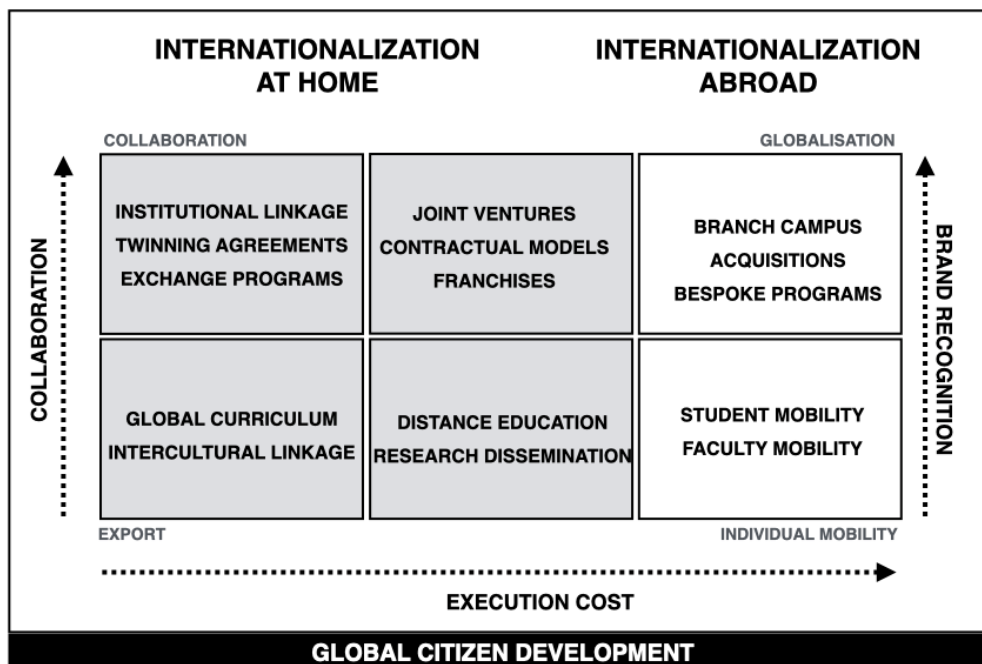 INTERNATIONALIZATION
AT HOME
INTERNATIONALIZATION
ABROAD
COLLABORATION
GLOBALISATION
COLLABORATION
INSTITUTIONAL LINKAGE
TWINNING AGREEMENTS
EXCHANGE PROGRAMS
JOINT VENTURES
CONTRACTUAL MODELS
FRANCHISES
BRANCH CAMPUS
ACQUISITIONS
BESPOKE PROGRAMS
BRAND RECOGNITION
GLOBAL CURRICULUM
INTERCULTURAL LINKAGE
DISTANCE EDUCATION
RESEARCH DISSEMINATION
STUDENT MOBILITY
FACULTY MOBILITY
EXPORT
INDIVIDUAL MOBILITY
EXECUTION COST
GLOBAL CITIZEN DEVELOPMENT